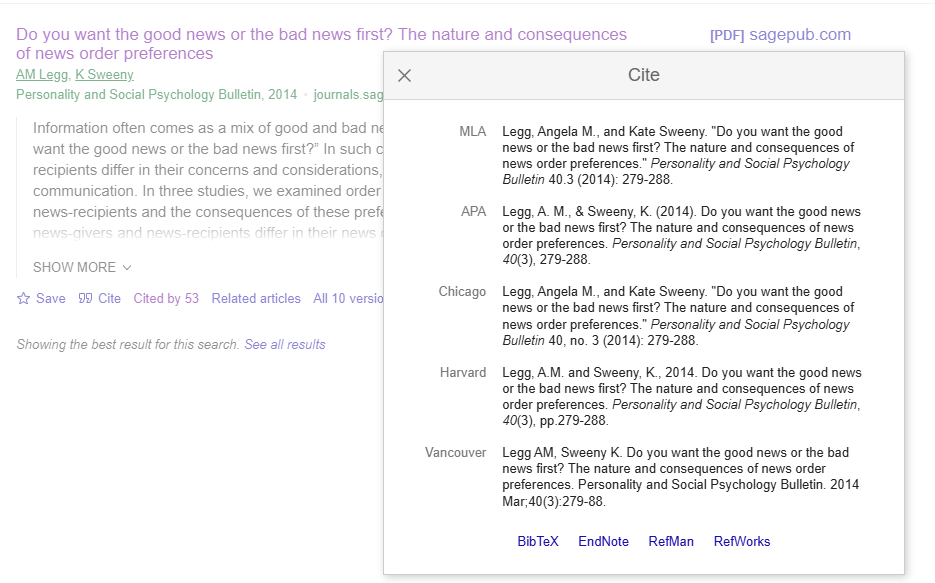 Do you want the good news or the bad news first? The nature and consequences
of news order preferences
[PDF] sagepub.com
AM Legg, K Sweeny
Personality and Social Psychology Bulletin, 2014 · journals.sag
Information often comes as a mix of good and bad ne
want the good news or the bad news first?” In such c
recipients differ in their concerns and considerations,
communication. In three studies, we examined order
news-recipients and the consequences of these prefe
news-givers and news-recipients differ in their news
SHOW MORE
Save Cite Cited by 53 Related articles All 10 versio
Showing the best result for this search. See all results
Cite
MLA Legg, Angela M., and Kate Sweeny. "Do you want the good
news or the bad news first? The nature and consequences of
news order preferences." Personality and Social Psychology
Bulletin 40.3 (2014): 279-288.
APA Legg, A. M., & Sweeny, K. (2014). Do you want the good news
or the bad news first? The nature and consequences of news
order preferences. Personality and Social Psychology Bulletin,
40(3), 279-288.
Chicago Legg, Angela M., and Kate Sweeny. "Do you want the good
news or the bad news first? The nature and consequences of
news order preferences." Personality and Social Psychology
Bulletin 40, no. 3 (2014): 279-288.
Harvard Legg, A.M. and Sweeny, K., 2014. Do you want the good news
or the bad news first? The nature and consequences of news
order preferences. Personality and Social Psychology Bulletin,
40(3), pp.279-288.
Vancouver Legg AM, Sweeny K. Do you want the good news or the bad
news first? The nature and consequences of news order
preferences. Personality and Social Psychology Bulletin. 2014
Mar;40(3):279-88.
BibTeX EndNote RefMan RefWorks